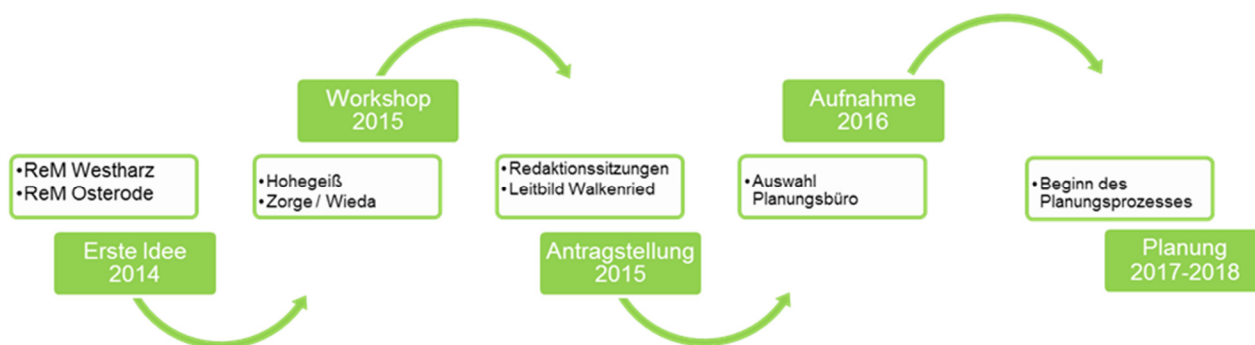 •ReM Westharz
•ReM Osterode
Erste Idee
2014
Workshop
2015
•Hohegeiß
•Zorge / Wieda
•Redaktionssitzungen
•Leitbild Walkenried
Antragstellung
2015
Aufnahme
2016
•Auswahl
Planungsbüro
•Beginn des
Planungsprozesses
Planung
2017-2018